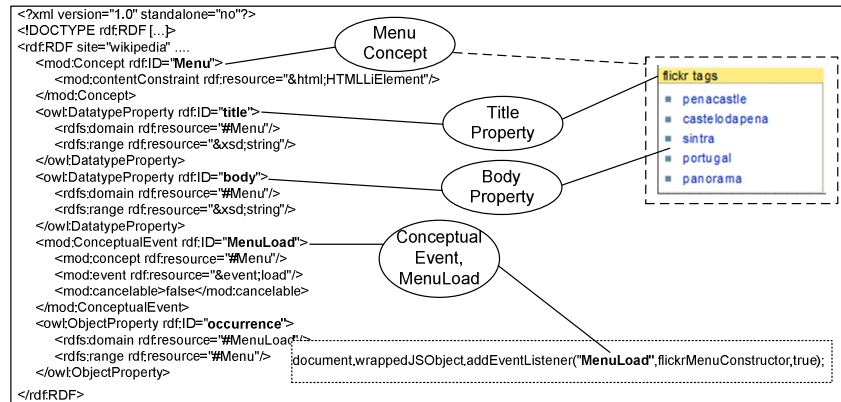 <?xml version="1.0" standalone="no"?>
<!DOCTYPE rdf:RDF [...]>
<rdf:RDF site="wikipedia" ....
<mod:Concept rdf:ID="Menu">
<mod:contentConstraint rdf:resource="&html;HTMLLiElement"/>
</mod:Concept>
<owl:DatatypeProperty rdf:ID="title">
<rdfs:domain rdf:resource="#Menu"/>
<rdfs:range rdf:resource="&xsd;string"/>
</owl:DatatypeProperty>
<owl:DatatypeProperty rdf:ID="body">
<rdfs:domain rdf:resource="#Menu"/>
<rdfs:range rdf:resource="&xsd;string"/>
</owl:DatatypeProperty>
<mod:ConceptualEvent rdf:ID="MenuLoad">
<mod:concept rdf:resource="#Menu"/>
<mod:event rdf:resource="&event;load"/>
<mod:cancelable>false</mod:cancelable>
</mod:ConceptualEvent>
<owl:ObjectProperty rdf:ID="occurrence">
<rdfs:domain rdf:resource="#MenuLoad"/>
<rdfs:range rdf:resource="#Menu"/>
</owl:ObjectProperty>
</rdf:RDF>
Menu
Concept
Title
Property
Body
Property
Conceptual
Event,
MenuLoad
flickr tags
penacastle
castelodapena
sintra
portugal
panorama
document.wrappedJSObject.addEventListener("MenuLoad",flickrMenuConstructor,true);